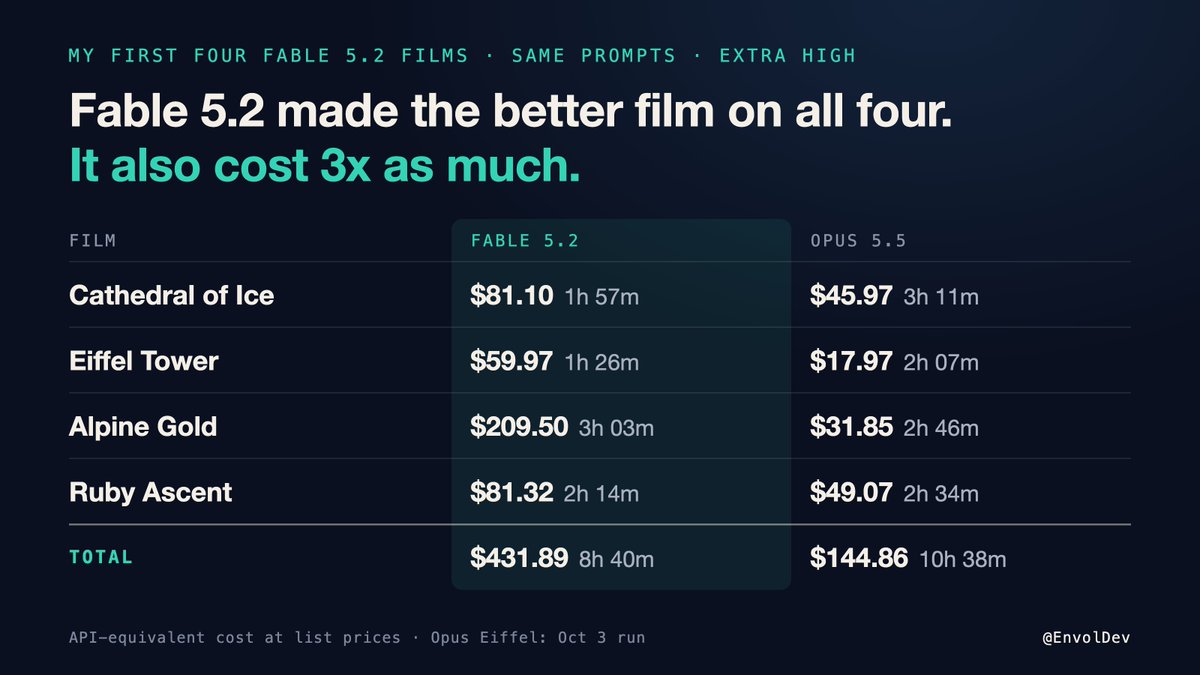 MY FIRST FOUR FABLE 5.2 FILMS · SAME PROMPTS · EXTRA HIGH
Fable 5.2 made the better film on all four.
It also cost 3x as much.
FILM FABLE 5.2 OPUS 5.5
Cathedral of Ice $81.10 1h 57m $45.97 3h 11m
Eiffel Tower $59.97 1h 26m $17.97 2h 07m
Alpine Gold $209.50 3h 03m $31.85 2h 46m
Ruby Ascent $81.32 2h 14m $49.07 2h 34m
TOTAL $431.89 8h 40m $144.86 10h 38m
API-equivalent cost at list prices · Opus Eiffel: Oct 3 run @EnvolDev